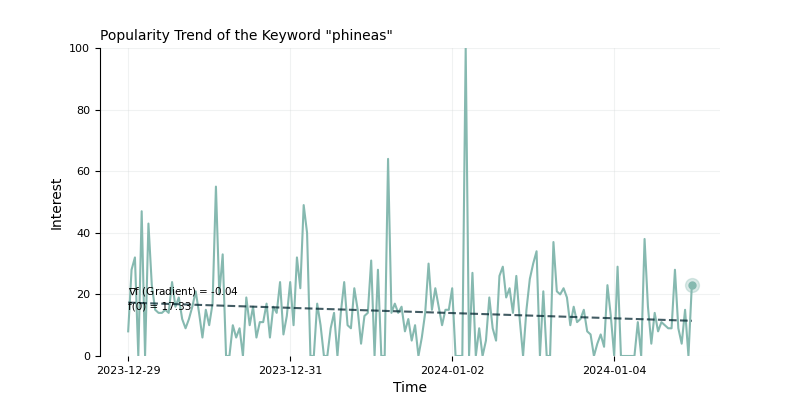 Popularity Trend of the Keyword "phineas"
100
80
60
40
20
0
Interest
∇f (Gradient) = -0.04
f(0) = 17.33
2023-12-29
2023-12-31
2024-01-02
2024-01-04
Time